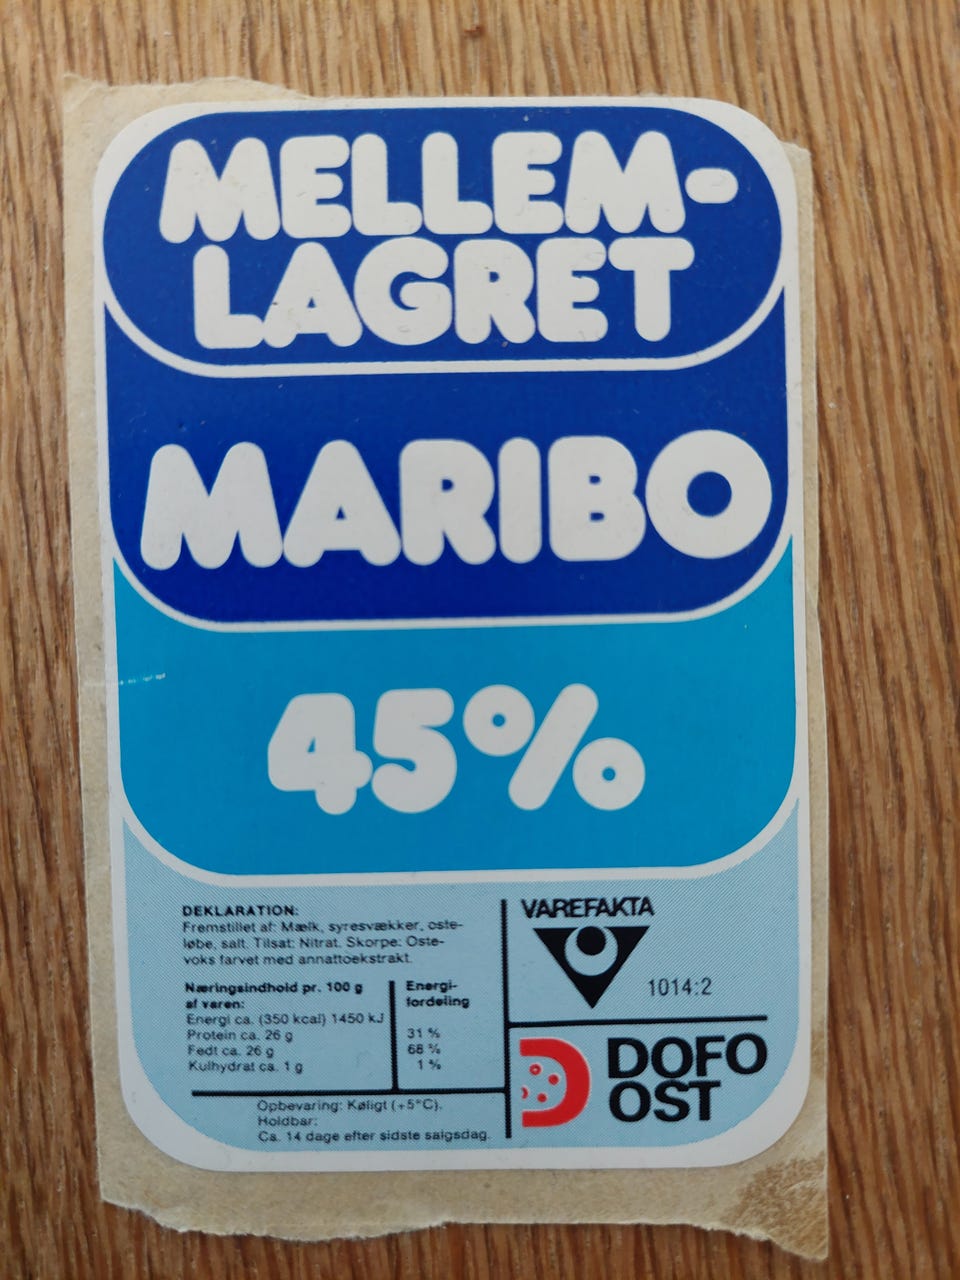 MELLEM-
LAGRET
MARIBO
45%
DEKLARATION:
Fremstillet af: Mælk, syresvækker, oste-
løbe, salt. Tilsat: Nitrat. Skorpe: Oste-
voks farvet med annattoekstrakt.
Næringsindhold pr. 100 g
af varen:
Energi ca. (350 kcal) 1450 kJ
Protein ca. 26 g
Fedt ca. 26 g
Kulhydrat ca. 1 g
Energi-
fordeling
31 %
68 %
1 %
Opbevaring: Køligt (+5°C).
Holdbar:
Ca. 14 dage efter sidste salgsdag.
VAREFAKTA
1014:2
DOFO
OST